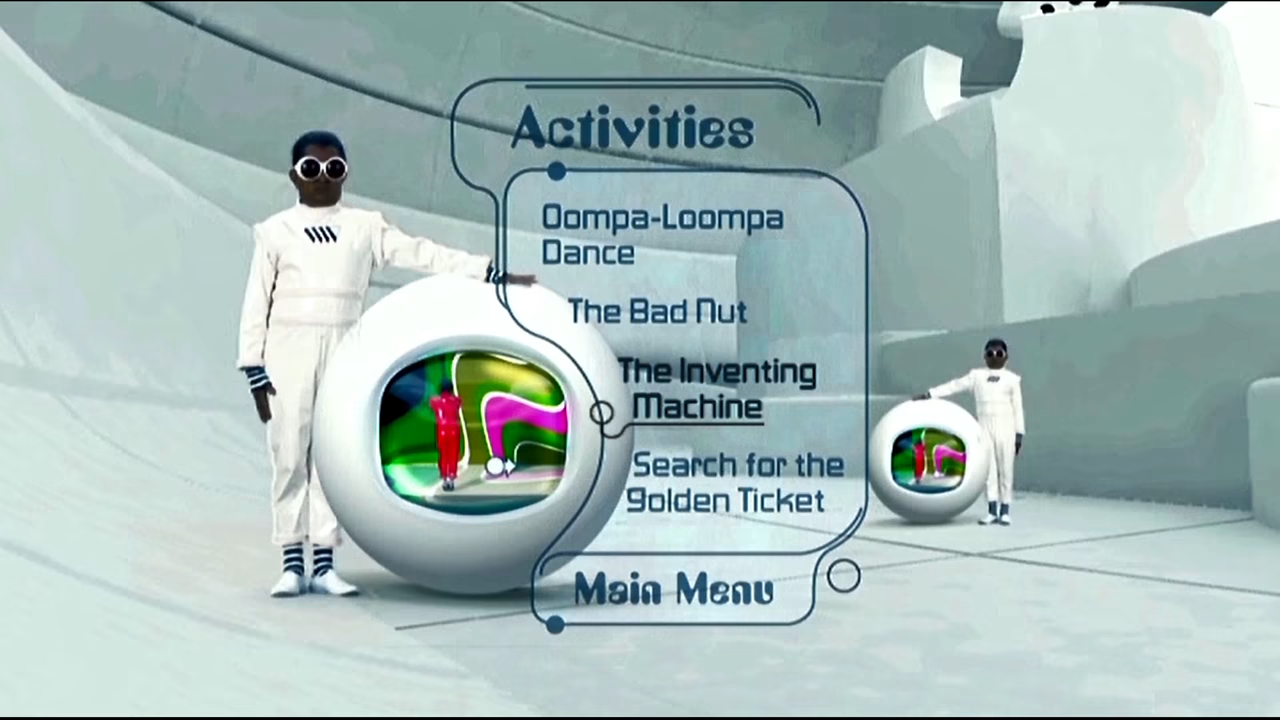 Activities
Oompa-Loompa
Dance
The Bad Nut
The Inventing
Machine
Search for the
golden Ticket
Main Menu